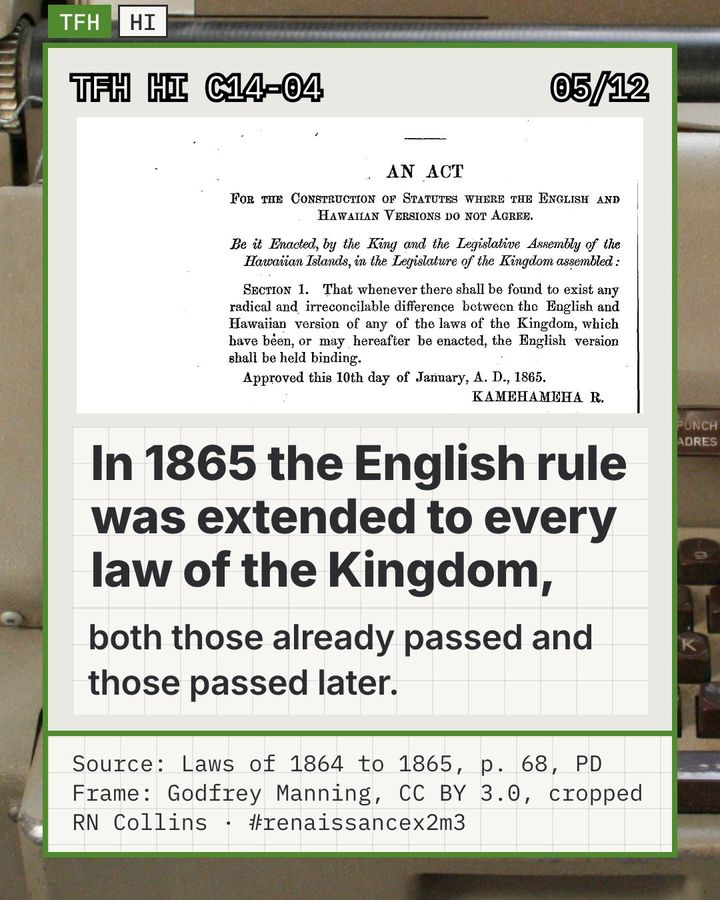 TFH HI
TFH HI C14-04 05/12
AN ACT
FOR THE CONSTRUCTION OF STATUTES WHERE THE ENGLISH AND
HAWAIIAN VERSIONS DO NOT AGREE.
Be it Enacted, by the King and the Legislative Assembly of the
Hawaiian Islands, in the Legislature of the Kingdom assembled:
SECTION 1. That whenever there shall be found to exist any
radical and irreconcilable difference between the English and
Hawaiian version of any of the laws of the Kingdom, which
have been, or may hereafter be enacted, the English version
shall be held binding.
Approved this 10th day of January, A. D., 1865.
KAMEHAMEHA R.
In 1865 the English rule
was extended to every
law of the Kingdom,
both those already passed and
those passed later.
Source: Laws of 1864 to 1865, p. 68, PD
Frame: Godfrey Manning, CC BY 3.0, cropped
RN Collins · #renaissancex2m3
PUNCH
ADRES
K